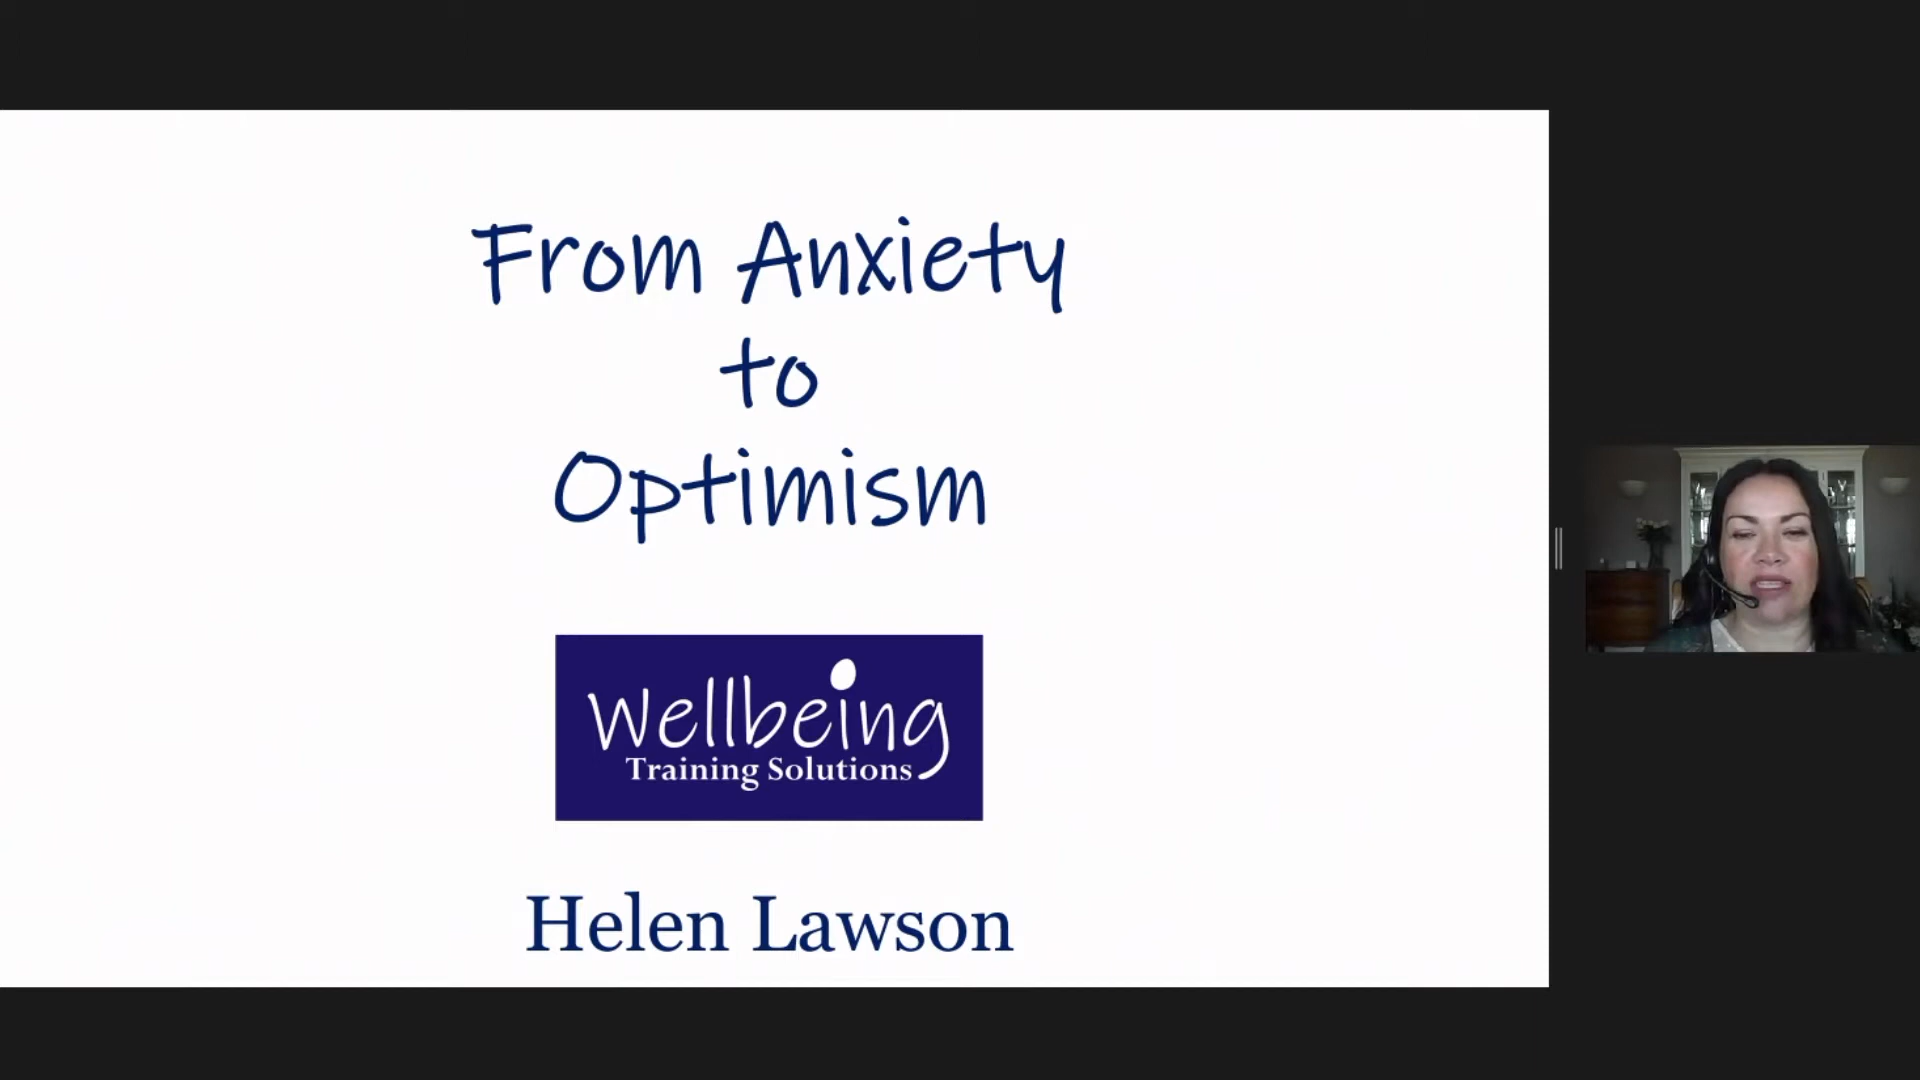 From Anxiety
to
Optimism
Wellbeing
Training Solutions
Helen Lawson